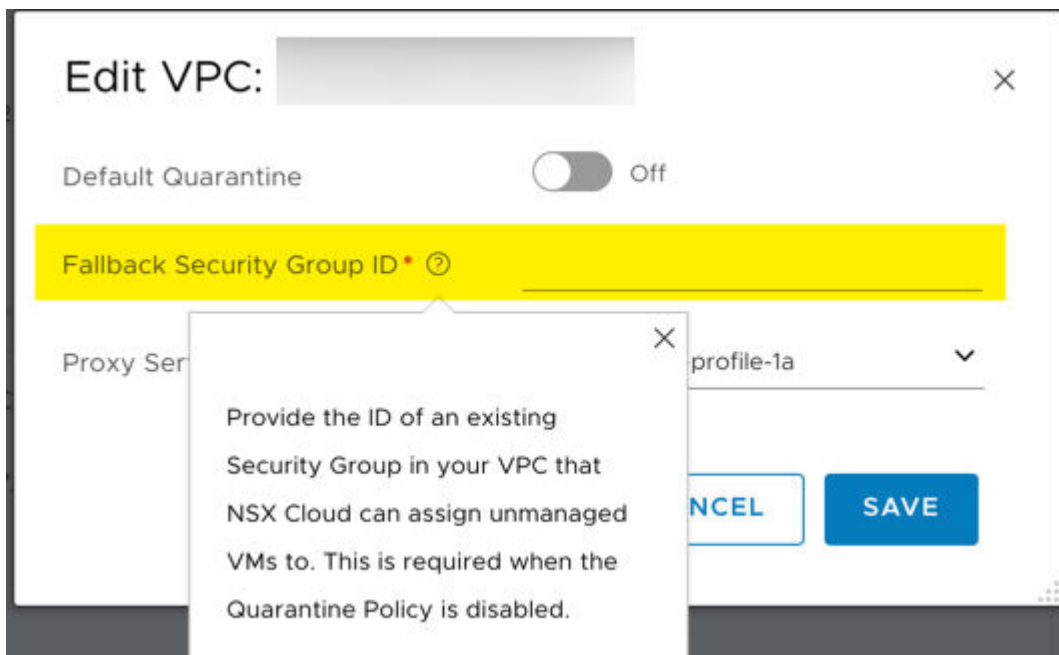 Edit VPC:
Default Quarantine
Off
Fallback Security Group ID*
Proxy Ser
profile-1a
Provide the ID of an existing
Security Group in your VPC that
NSX Cloud can assign unmanaged
VMs to. This is required when the
Quarantine Policy is disabled.
NCEL
SAVE